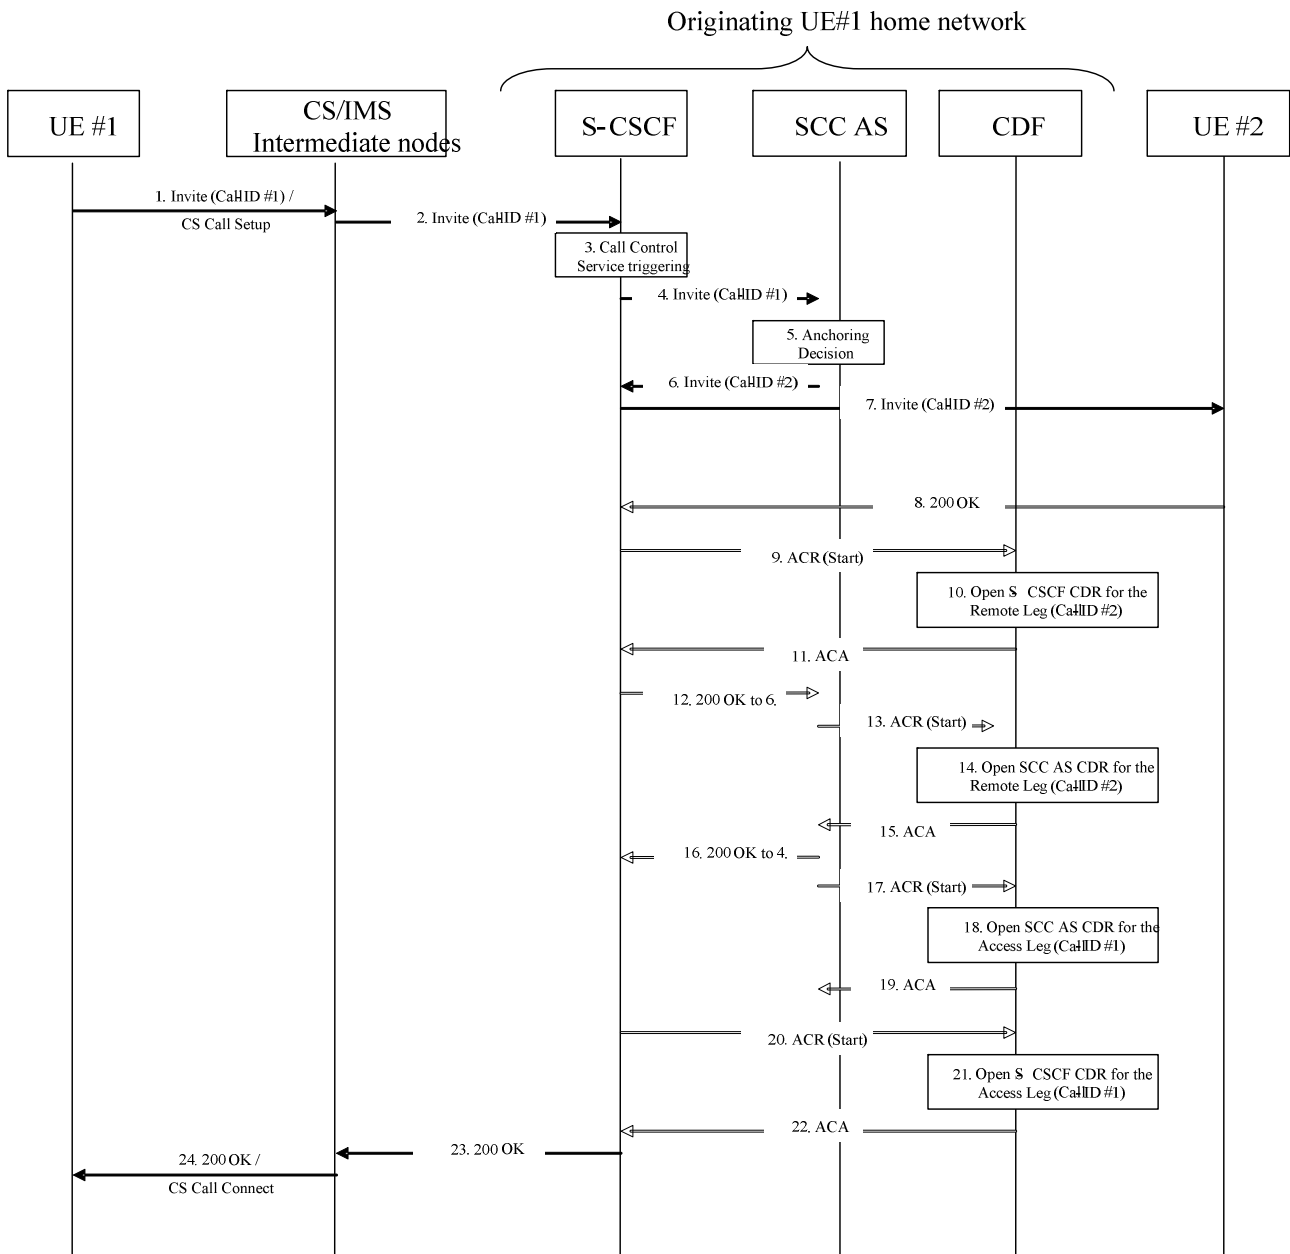 Originating UE#1 home network
UE #1
CS/IMS
Intermediate nodes
S-CSCF
SCC AS
CDF
UE #2
1. Invite (Call-ID #1) /
CS Call Setup
2. Invite (Call-ID #1)
3. Call Control
Service triggering
4. Invite (Call-ID #1)
5. Anchoring
Decision
6. Invite (Call-ID #2)
7. Invite (Call-ID #2)
8. 200 OK
9. ACR (Start)
10. Open S-CSCF CDR for the
Remote Leg (Call-ID #2)
11. ACA
12. 200 OK to 6.
13. ACR (Start)
14. Open SCC AS CDR for the
Remote Leg (Call-ID #2)
15. ACA
16. 200 OK to 4.
17. ACR (Start)
18. Open SCC AS CDR for the
Access Leg (Call-ID #1)
19. ACA
20. ACR (Start)
21. Open S-CSCF CDR for the
Access Leg (Call-ID #1)
22. ACA
23. 200 OK
24. 200 OK /
CS Call Connect